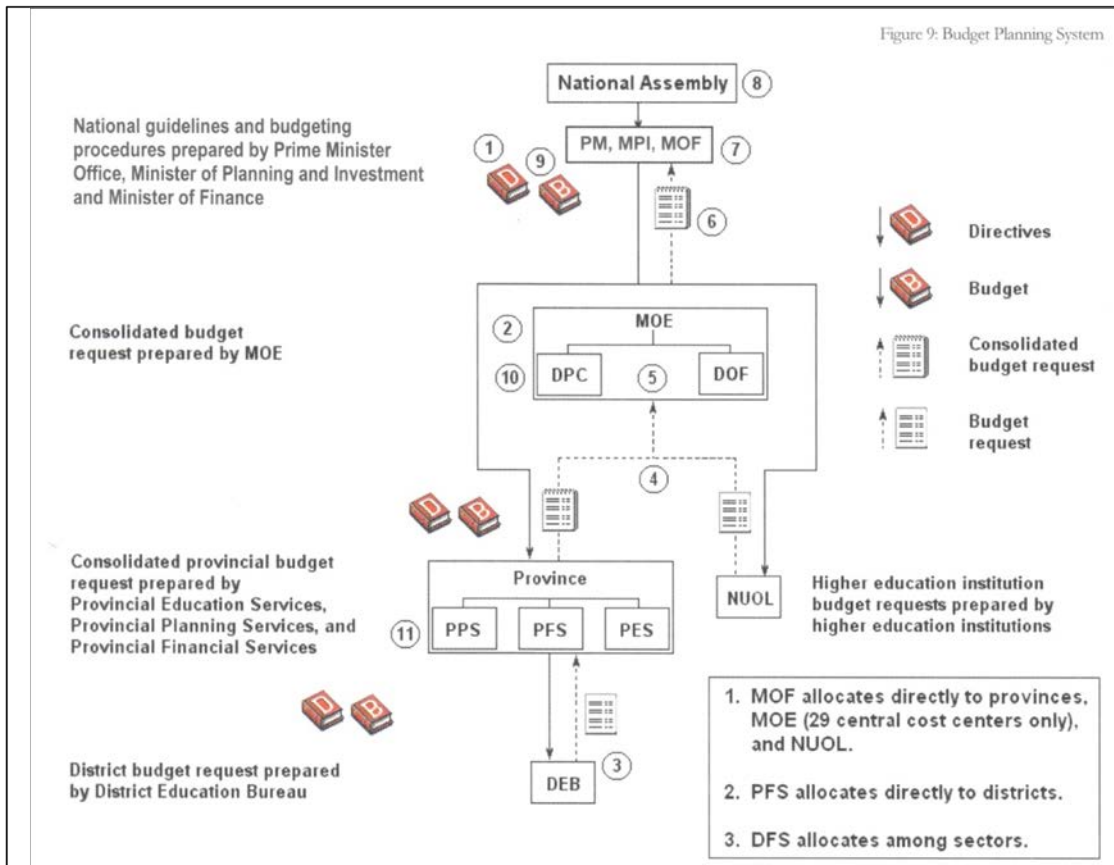 Figure 9: Budget Planning System
National Assembly
8
National guidelines and budgeting
procedures prepared by Prime Minister
Office, Minister of Planning and Investment
and Minister of Finance
1
D
9
B
PM, MPI, MOF
7
6
D
Directives
B
Budget
Consolidated
budget request
Budget
request
Consolidated budget
request prepared by MOE
2
MOE
10
DPC
5
DOF
4
D
B
Consolidated provincial budget
request prepared by
Provincial Education Services,
Provincial Planning Services, and
Provincial Financial Services
Province
11
PPS
PFS
PES
NUOL
Higher education institution
budget requests prepared by
higher education institutions
D
B
District budget request prepared
by District Education Bureau
DEB
3
1. MOF allocates directly to provinces,
MOE (29 central cost centers only),
and NUOL.
2. PFS allocates directly to districts.
3. DFS allocates among sectors.